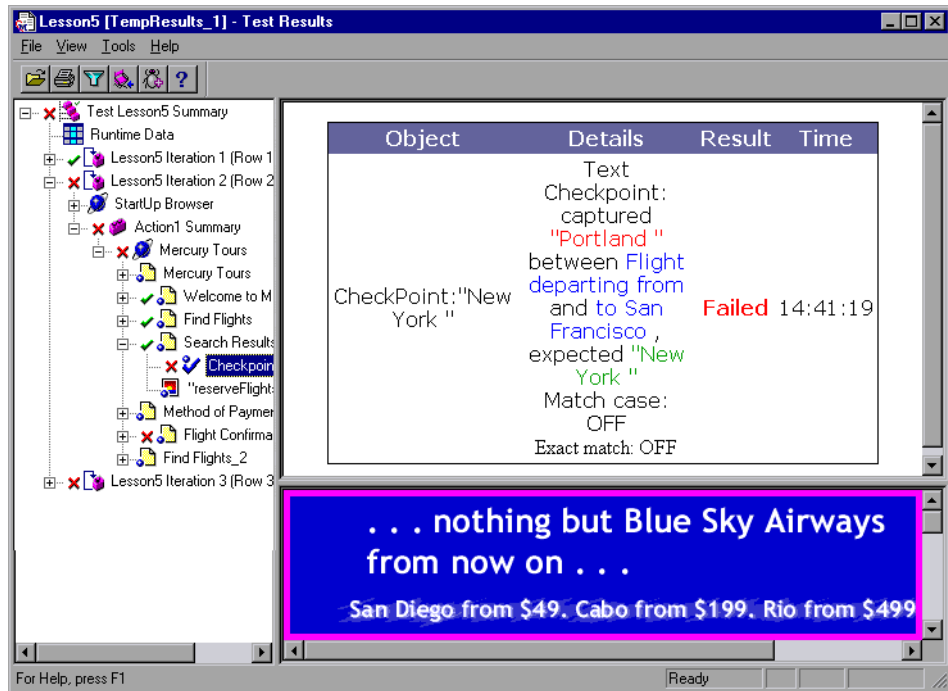 Lesson5 [TempResults_1] - Test Results
File View Tools Help
Test Lesson5 Summary
Runtime Data
Lesson5 Iteration 1 (Row 1
Lesson5 Iteration 2 (Row 2
StartUp Browser
Action1 Summary
Mercury Tours
Mercury Tours
Welcome to M
Find Flights
Search Results
Checkpoin
"reserveFlight:
Method of Paymer
Flight Confirma
Find Flights_2
Lesson5 Iteration 3 (Row 3
Object Details Result Time
Text
Checkpoint:
captured
"Portland "
between Flight
departing from
CheckPoint:"New and to San Failed 14:41:19
York " Francisco ,
expected "New
York "
Match case:
OFF
Exact match: OFF
. . . nothing but Blue Sky Airways
from now on . . .
San Diego from $49. Cabo from $199. Rio from $499
For Help, press F1
Ready